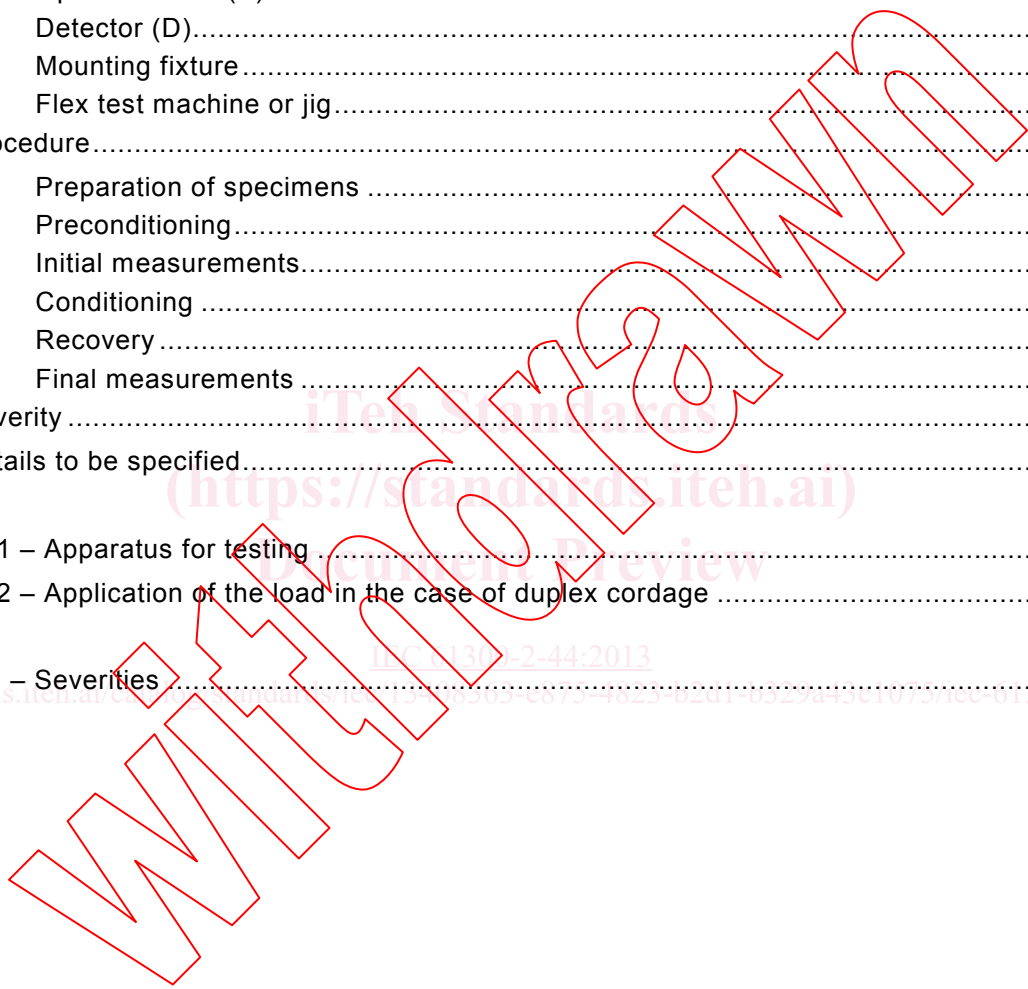 Detector (D)
Mounting fixture
Flex test machine or jig
ocedure
Preparation of specimens
Preconditioning
Initial measurements
Conditioning
Recovery
Final measurements
verity
iTeh Standards
tails to be specified
(https://standards.iteh.ai)
1 – Apparatus for testing
Document Preview
2 – Application of the load in the case of duplex cordage
IEC 61300-2-44:2013
– Severities
withdrawn